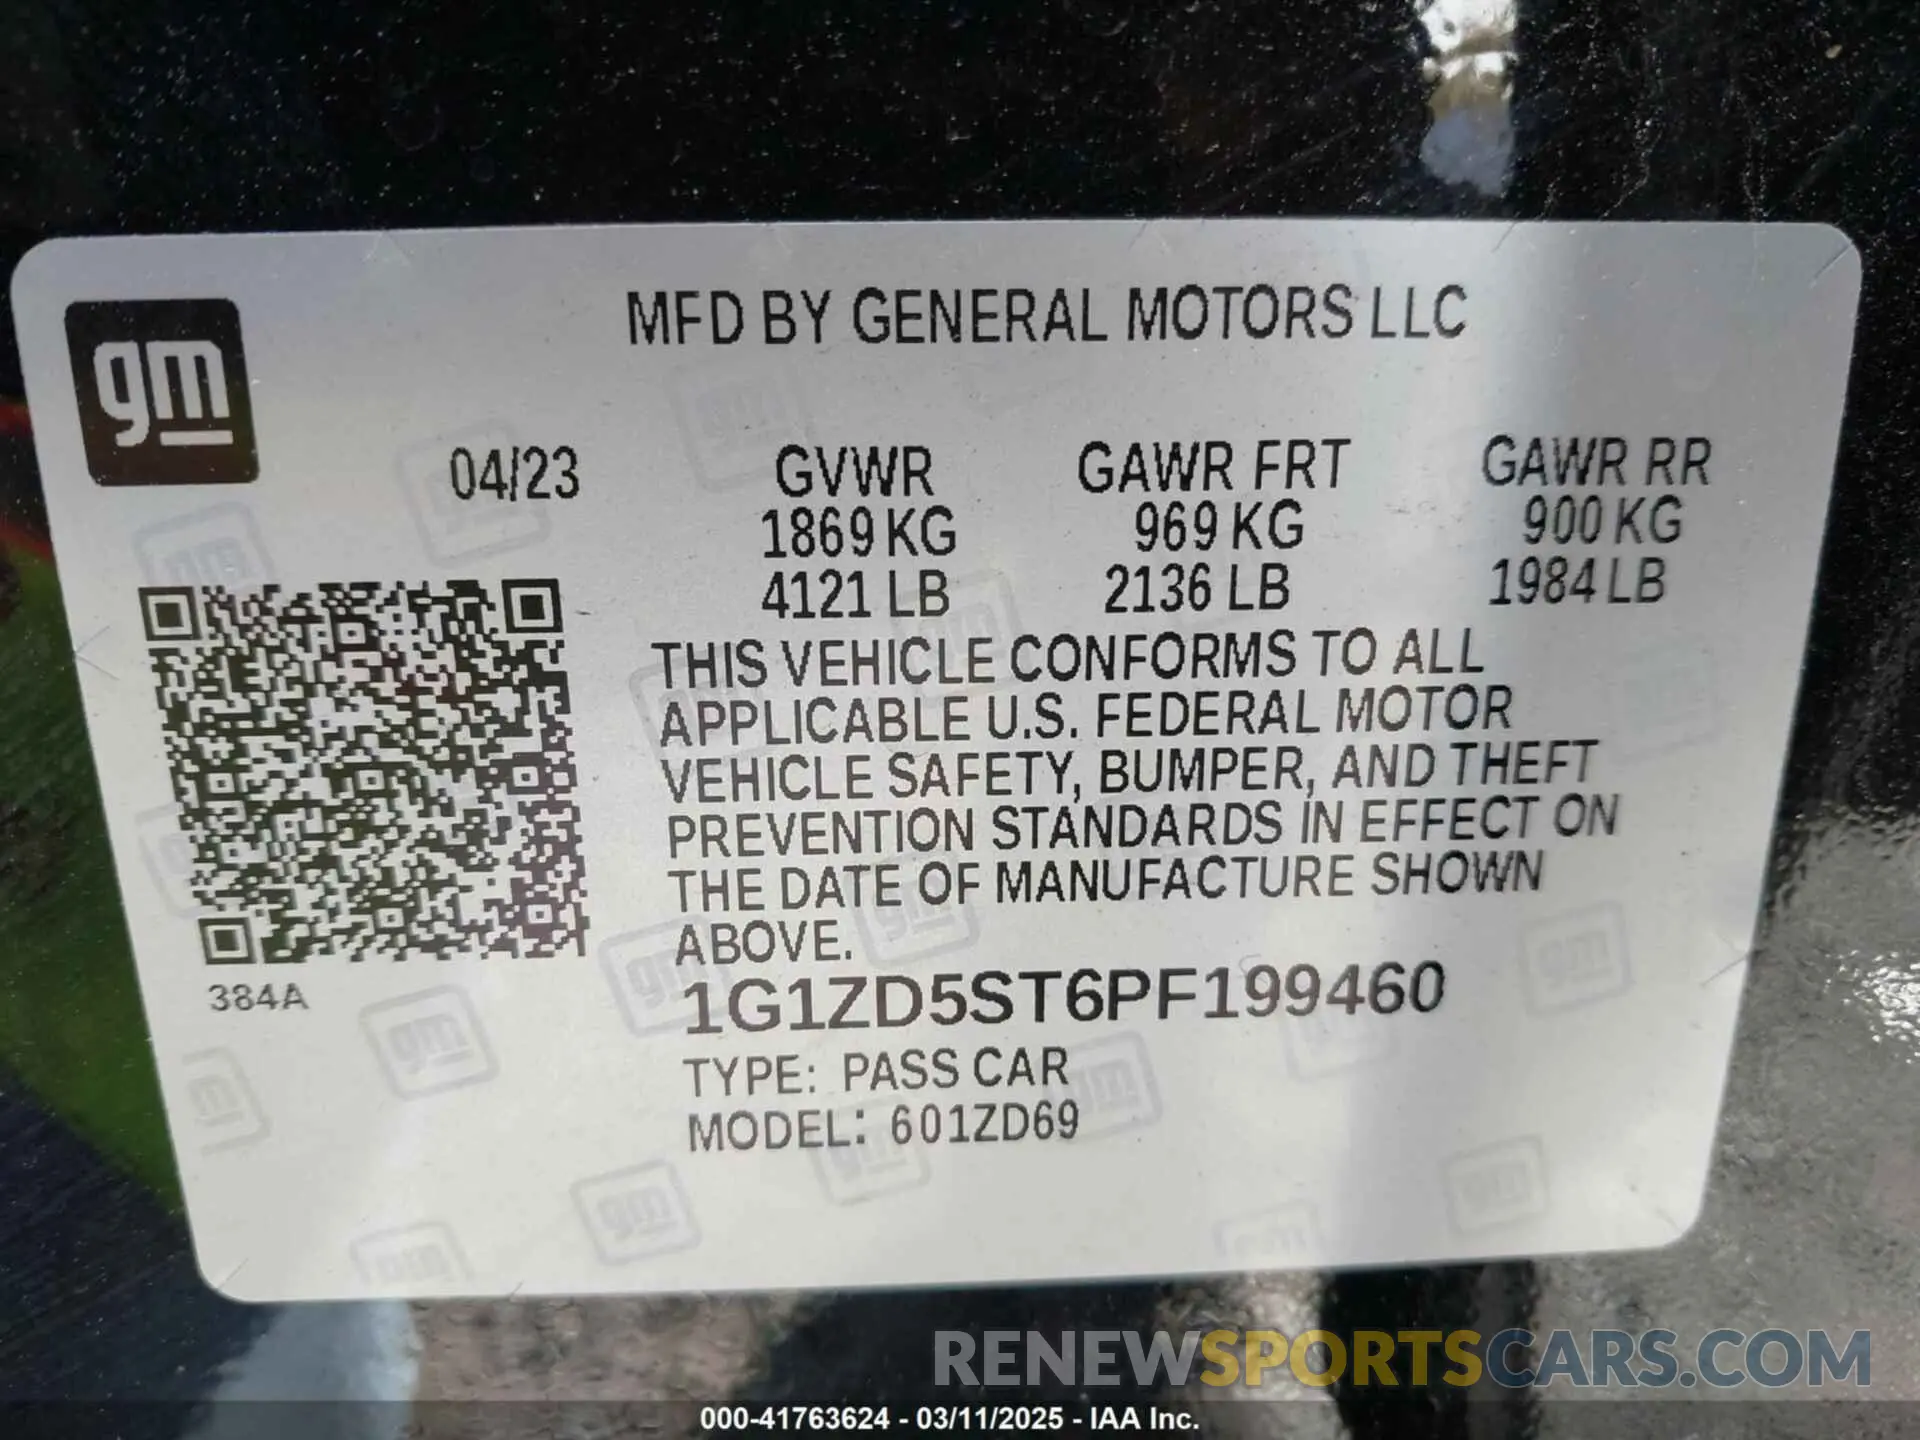 MFD BY GENERAL MOTORS LLC
gm
04/23 GVWR GAWR FRT GAWR RR
1869 KG 969 KG 900 KG
4121 LB 2136 LB 1984 LB
THIS VEHICLE CONFORMS TO ALL
APPLICABLE U.S. FEDERAL MOTOR
VEHICLE SAFETY, BUMPER, AND THEFT
PREVENTION STANDARDS IN EFFECT ON
THE DATE OF MANUFACTURE SHOWN
ABOVE.
384A
1G1ZD5ST6PF199460
TYPE: PASS CAR
MODEL: 601ZD69
RENEWSPORTSCARS.COM
000-41763624 - 03/11/2025 - IAA Inc.